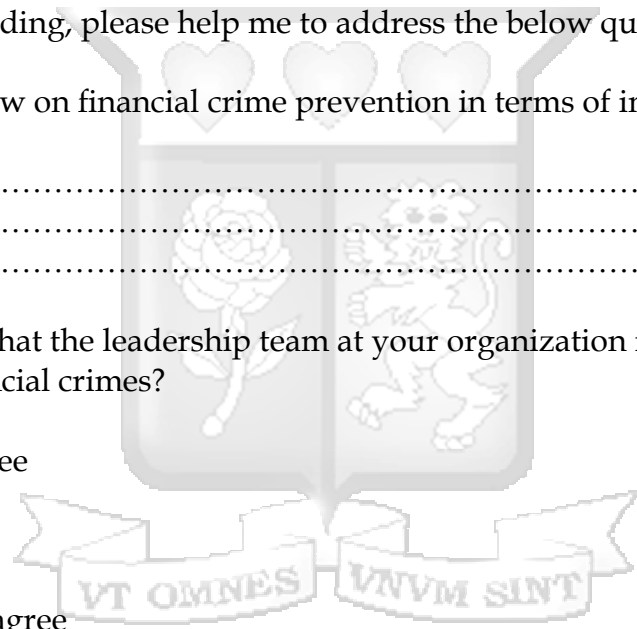 ding, please help me to address the below qu
w on financial crime prevention in terms of in
……………………………………………………………
……………………………………………………………
……………………………………………………………
hat the leadership team at your organization
cial crimes?
ee
VT OMNES VNVM SINT
agree